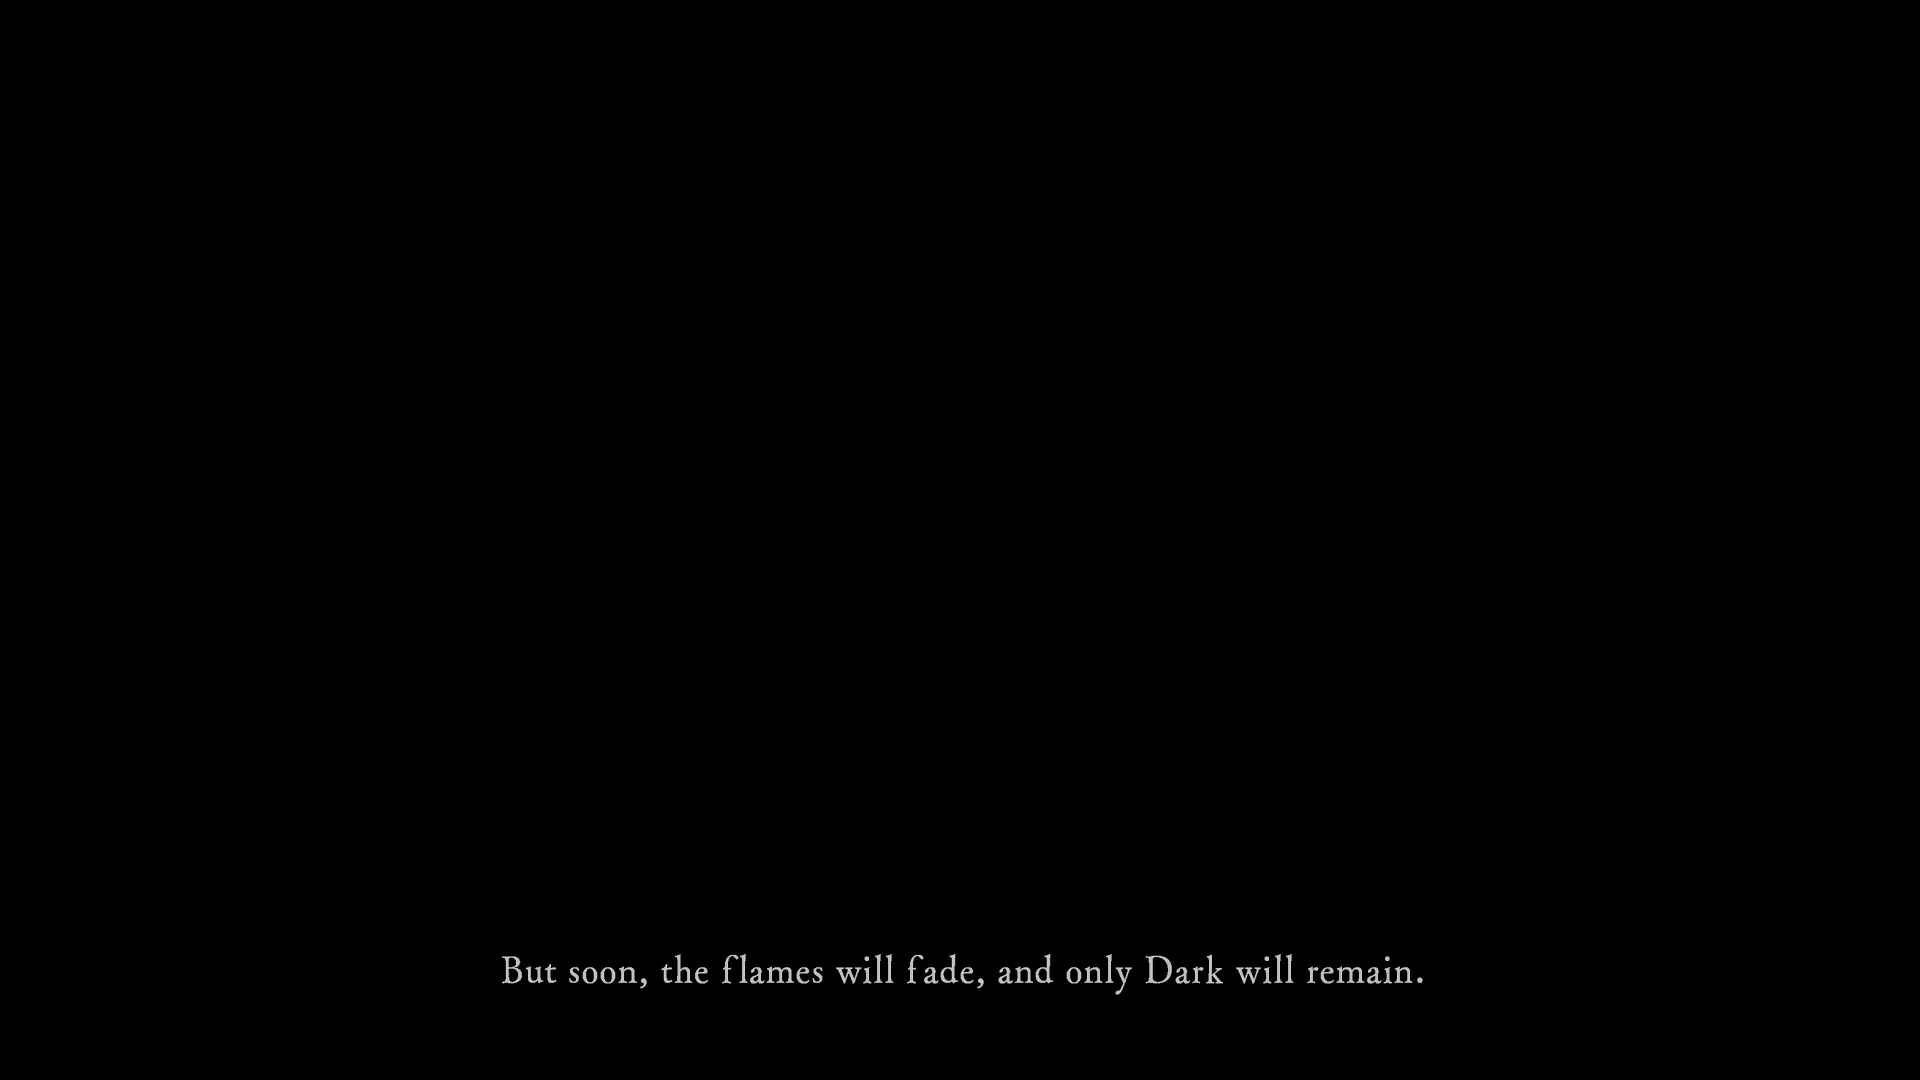 But soon, the flames will fade, and only Dark will remain.